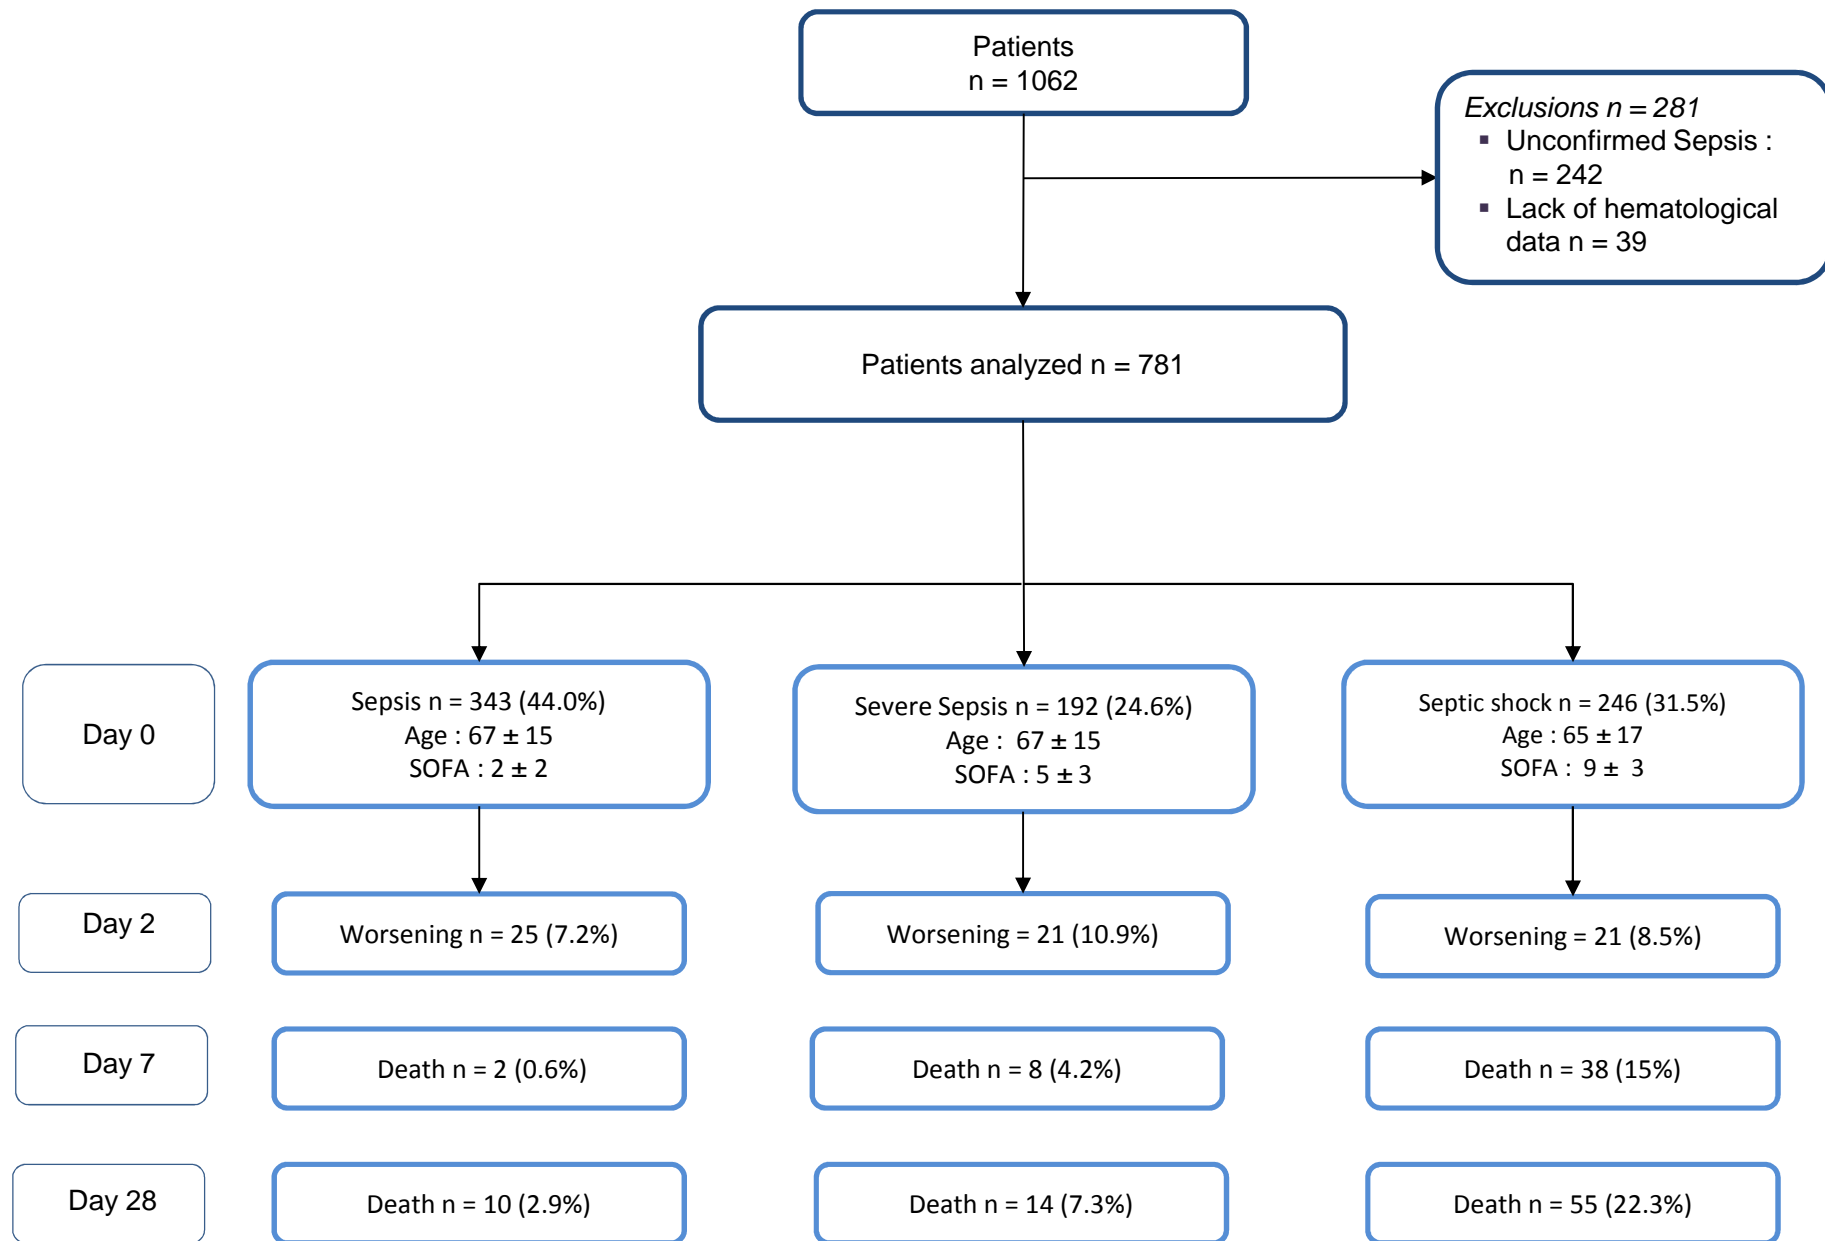 Patients
n = 1062
Exclusions n = 281
▪ Unconfirmed Sepsis :
n = 242
▪ Lack of hematological
data n = 39
Patients analyzed n = 781
Day 0
Sepsis n = 343 (44.0%)
Age : 67 ± 15
SOFA : 2 ± 2
Severe Sepsis n = 192 (24.6%)
Age : 67 ± 15
SOFA : 5 ± 3
Septic shock n = 246 (31.5%)
Age : 65 ± 17
SOFA : 9 ± 3
Day 2
Worsening n = 25 (7.2%)
Worsening = 21 (10.9%)
Worsening = 21 (8.5%)
Day 7
Death n = 2 (0.6%)
Death n = 8 (4.2%)
Death n = 38 (15%)
Day 28
Death n = 10 (2.9%)
Death n = 14 (7.3%)
Death n = 55 (22.3%)